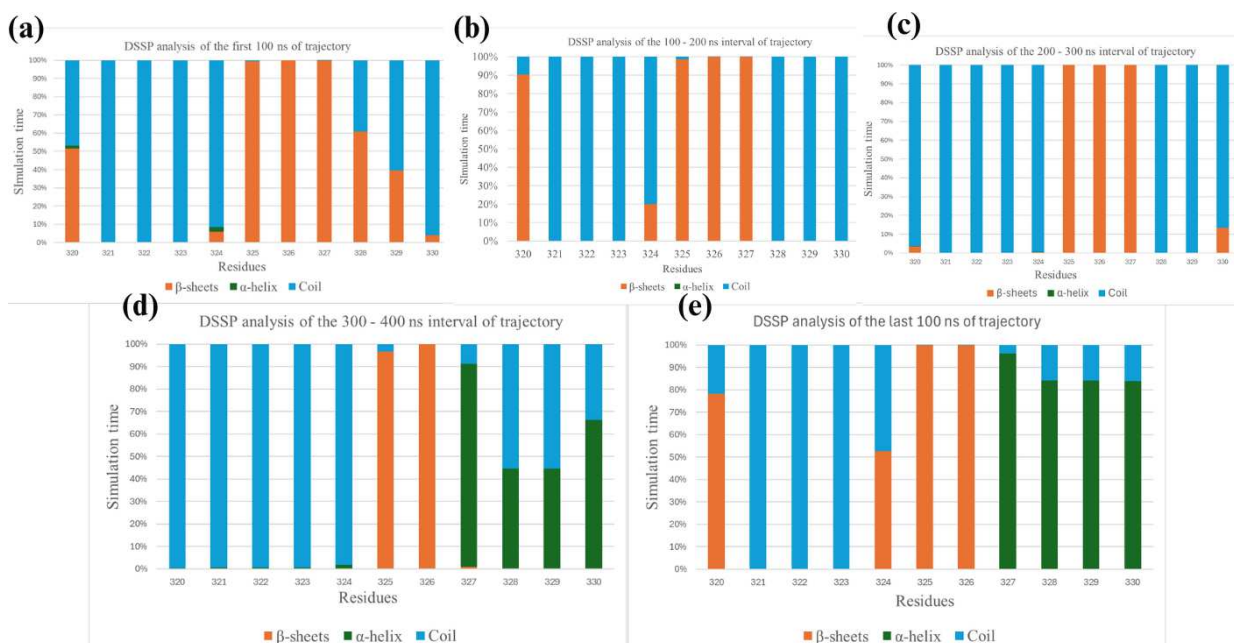 (a)
DSSP analysis of the first 100 ns of trajectory
100%
90%
80%
70%
60%
50%
40%
30%
20%
10%
0%
Simulation time
320 321 322 323 324 325 326 327 328 329 330
Residues
β-sheets α-helix Coil
(b)
DSSP analysis of the 100 - 200 ns interval of trajectory
100%
90%
80%
70%
60%
50%
40%
30%
20%
10%
0%
SImulation time
320 321 322 323 324 325 326 327 328 329 330
Residues
β-sheets α-helix Coil
(c)
DSSP analysis of the 200 - 300 ns interval of trajectory
100%
90%
80%
70%
60%
50%
40%
30%
20%
10%
0%
Simulation time
320 321 322 323 324 325 326 327 328 329 330
Residues
β-sheets α-helix Coil
(d)
DSSP analysis of the 300 - 400 ns interval of trajectory
100%
90%
80%
70%
60%
50%
40%
30%
20%
10%
0%
Simulation time
320 321 322 323 324 325 326 327 328 329 330
Residues
β-sheets α-helix Coil
(e)
DSSP analysis of the last 100 ns of trajectory
100%
90%
80%
70%
60%
50%
40%
30%
20%
10%
0%
Simulation time
320 321 322 323 324 325 326 327 328 329 330
Residues
β-sheets α-helix Coil